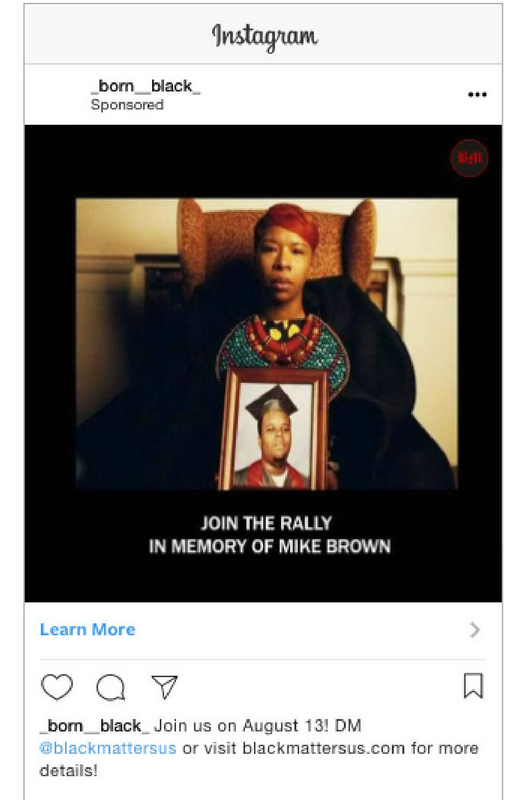 Instagram
_born__black_
Sponsored
BM
JOIN THE RALLY
IN MEMORY OF MIKE BROWN
Learn More
_born__black_ Join us on August 13! DM
@blackmattersus or visit blackmattersus.com for more
details!